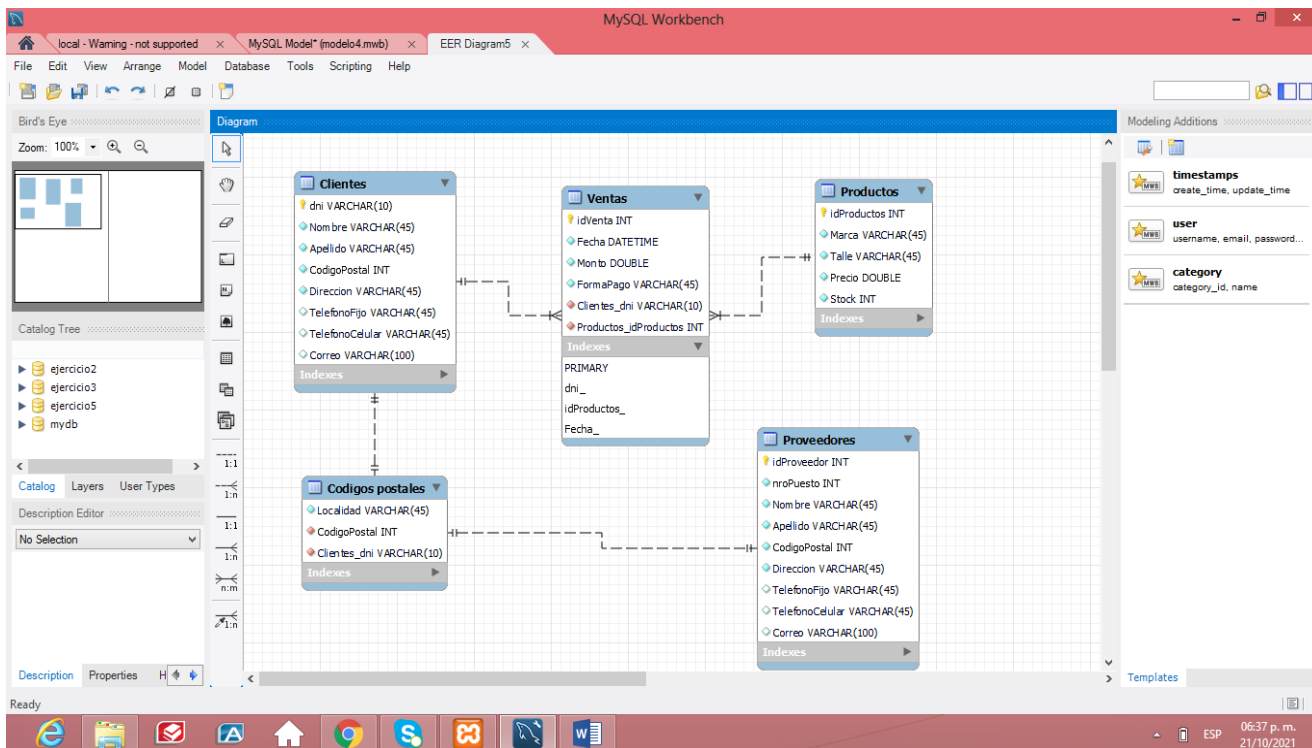 MySQL Workbench
local - Warning - not supported
MySQL Model* (modelo4.mwb)
EER Diagram5
File Edit View Arrange Model Database Tools Scripting Help
Bird's Eye
Zoom: 100%
Diagram
Modeling Additions
timestamps
create_time, update_time
user
username, email, password...
category
category_id, name
Catalog Tree
ejercicio2
ejercicio3
ejercicio5
mydb
Catalog Layers User Types
Description Editor
No Selection
Description Properties H
1:1
1:n
1:1
1:n
n:m
1:n
Clientes
dni VARCHAR(10)
Nombre VARCHAR(45)
Apellido VARCHAR(45)
CodigoPostal INT
Direccion VARCHAR(45)
TelefonoFijo VARCHAR(45)
TelefonoCelular VARCHAR(45)
Correo VARCHAR(100)
Indexes
Ventas
idVenta INT
Fecha DATETIME
Monto DOUBLE
FormaPago VARCHAR(45)
Clientes_dni VARCHAR(10)
Productos_idProductos INT
Indexes
PRIMARY
dni_
idProductos_
Fecha_
Productos
idProductos INT
Marca VARCHAR(45)
Talle VARCHAR(45)
Precio DOUBLE
Stock INT
Indexes
Codigos postales
Localidad VARCHAR(45)
CodigoPostal INT
Clientes_dni VARCHAR(10)
Indexes
Proveedores
idProveedor INT
nroPuesto INT
Nombre VARCHAR(45)
Apellido VARCHAR(45)
CodigoPostal INT
Direccion VARCHAR(45)
TelefonoFijo VARCHAR(45)
TelefonoCelular VARCHAR(45)
Correo VARCHAR(100)
Indexes
Templates
Ready
ESP
06:37 p. m.
21/10/2021